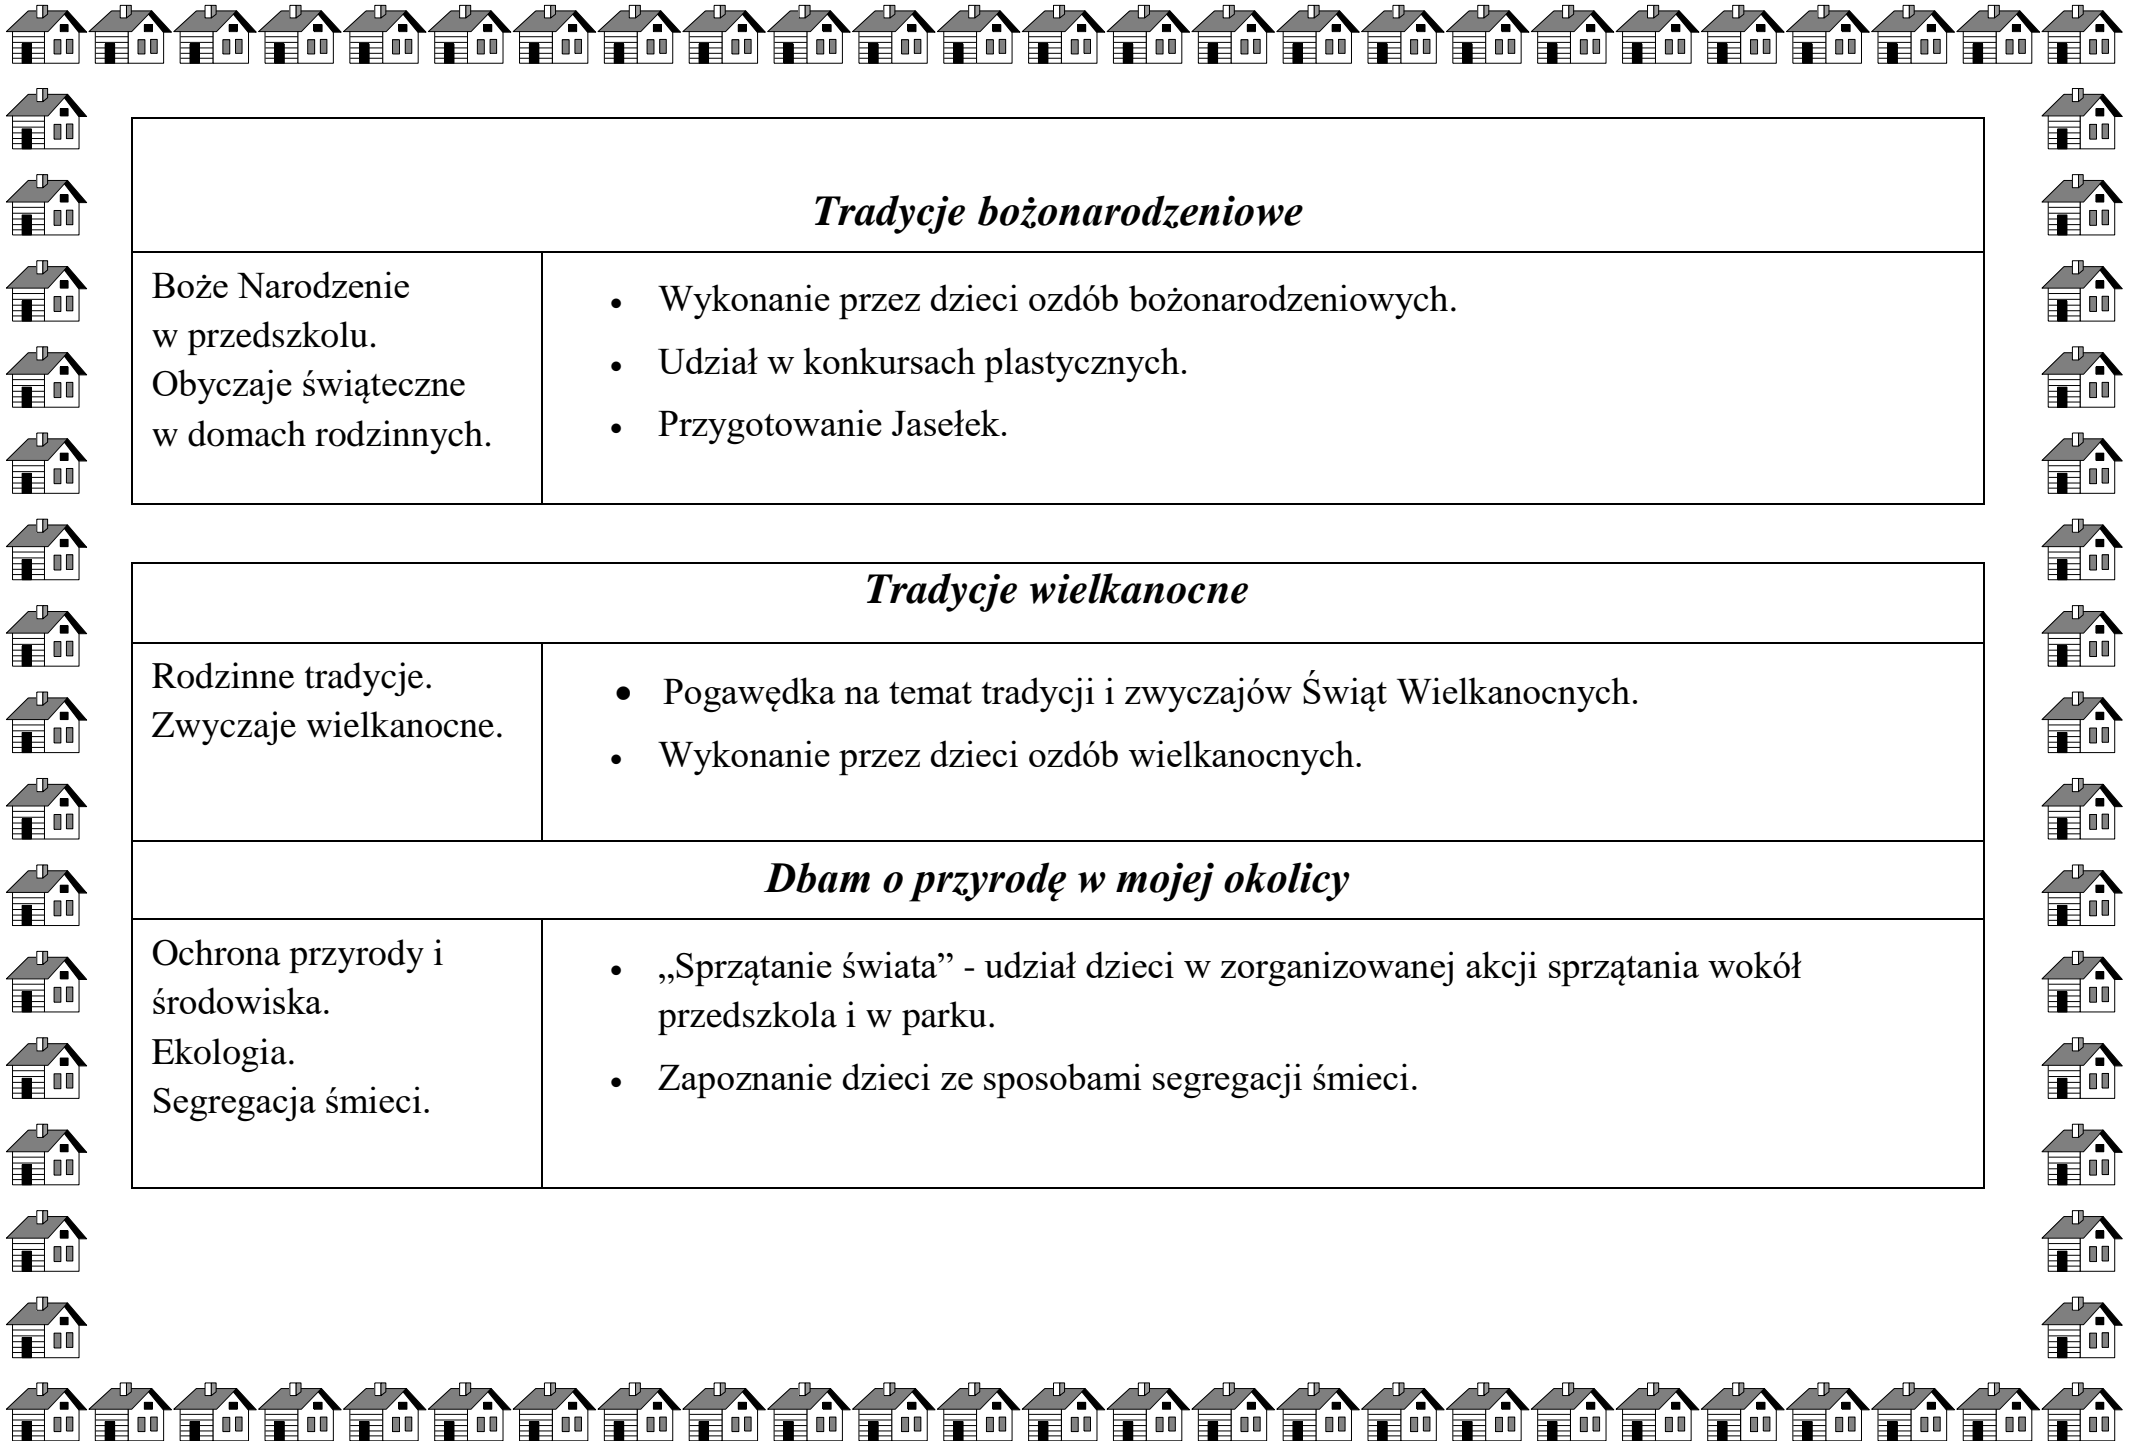 Tradycje bożonarodzeniowe
Boże Narodzenie
w przedszkolu.
Obyczaje świąteczne
w domach rodzinnych.
• Wykonanie przez dzieci ozdób bożonarodzeniowych.
• Udział w konkursach plastycznych.
• Przygotowanie Jasełek.
Tradycje wielkanocne
Rodzinne tradycje.
Zwyczaje wielkanocne.
• Pogawędka na temat tradycji i zwyczajów Świąt Wielkanocnych.
• Wykonanie przez dzieci ozdób wielkanocnych.
Dbam o przyrodę w mojej okolicy
Ochrona przyrody i
środowiska.
Ekologia.
Segregacja śmieci.
• „Sprzątanie świata” - udział dzieci w zorganizowanej akcji sprzątania wokół
przedszkola i w parku.
• Zapoznanie dzieci ze sposobami segregacji śmieci.